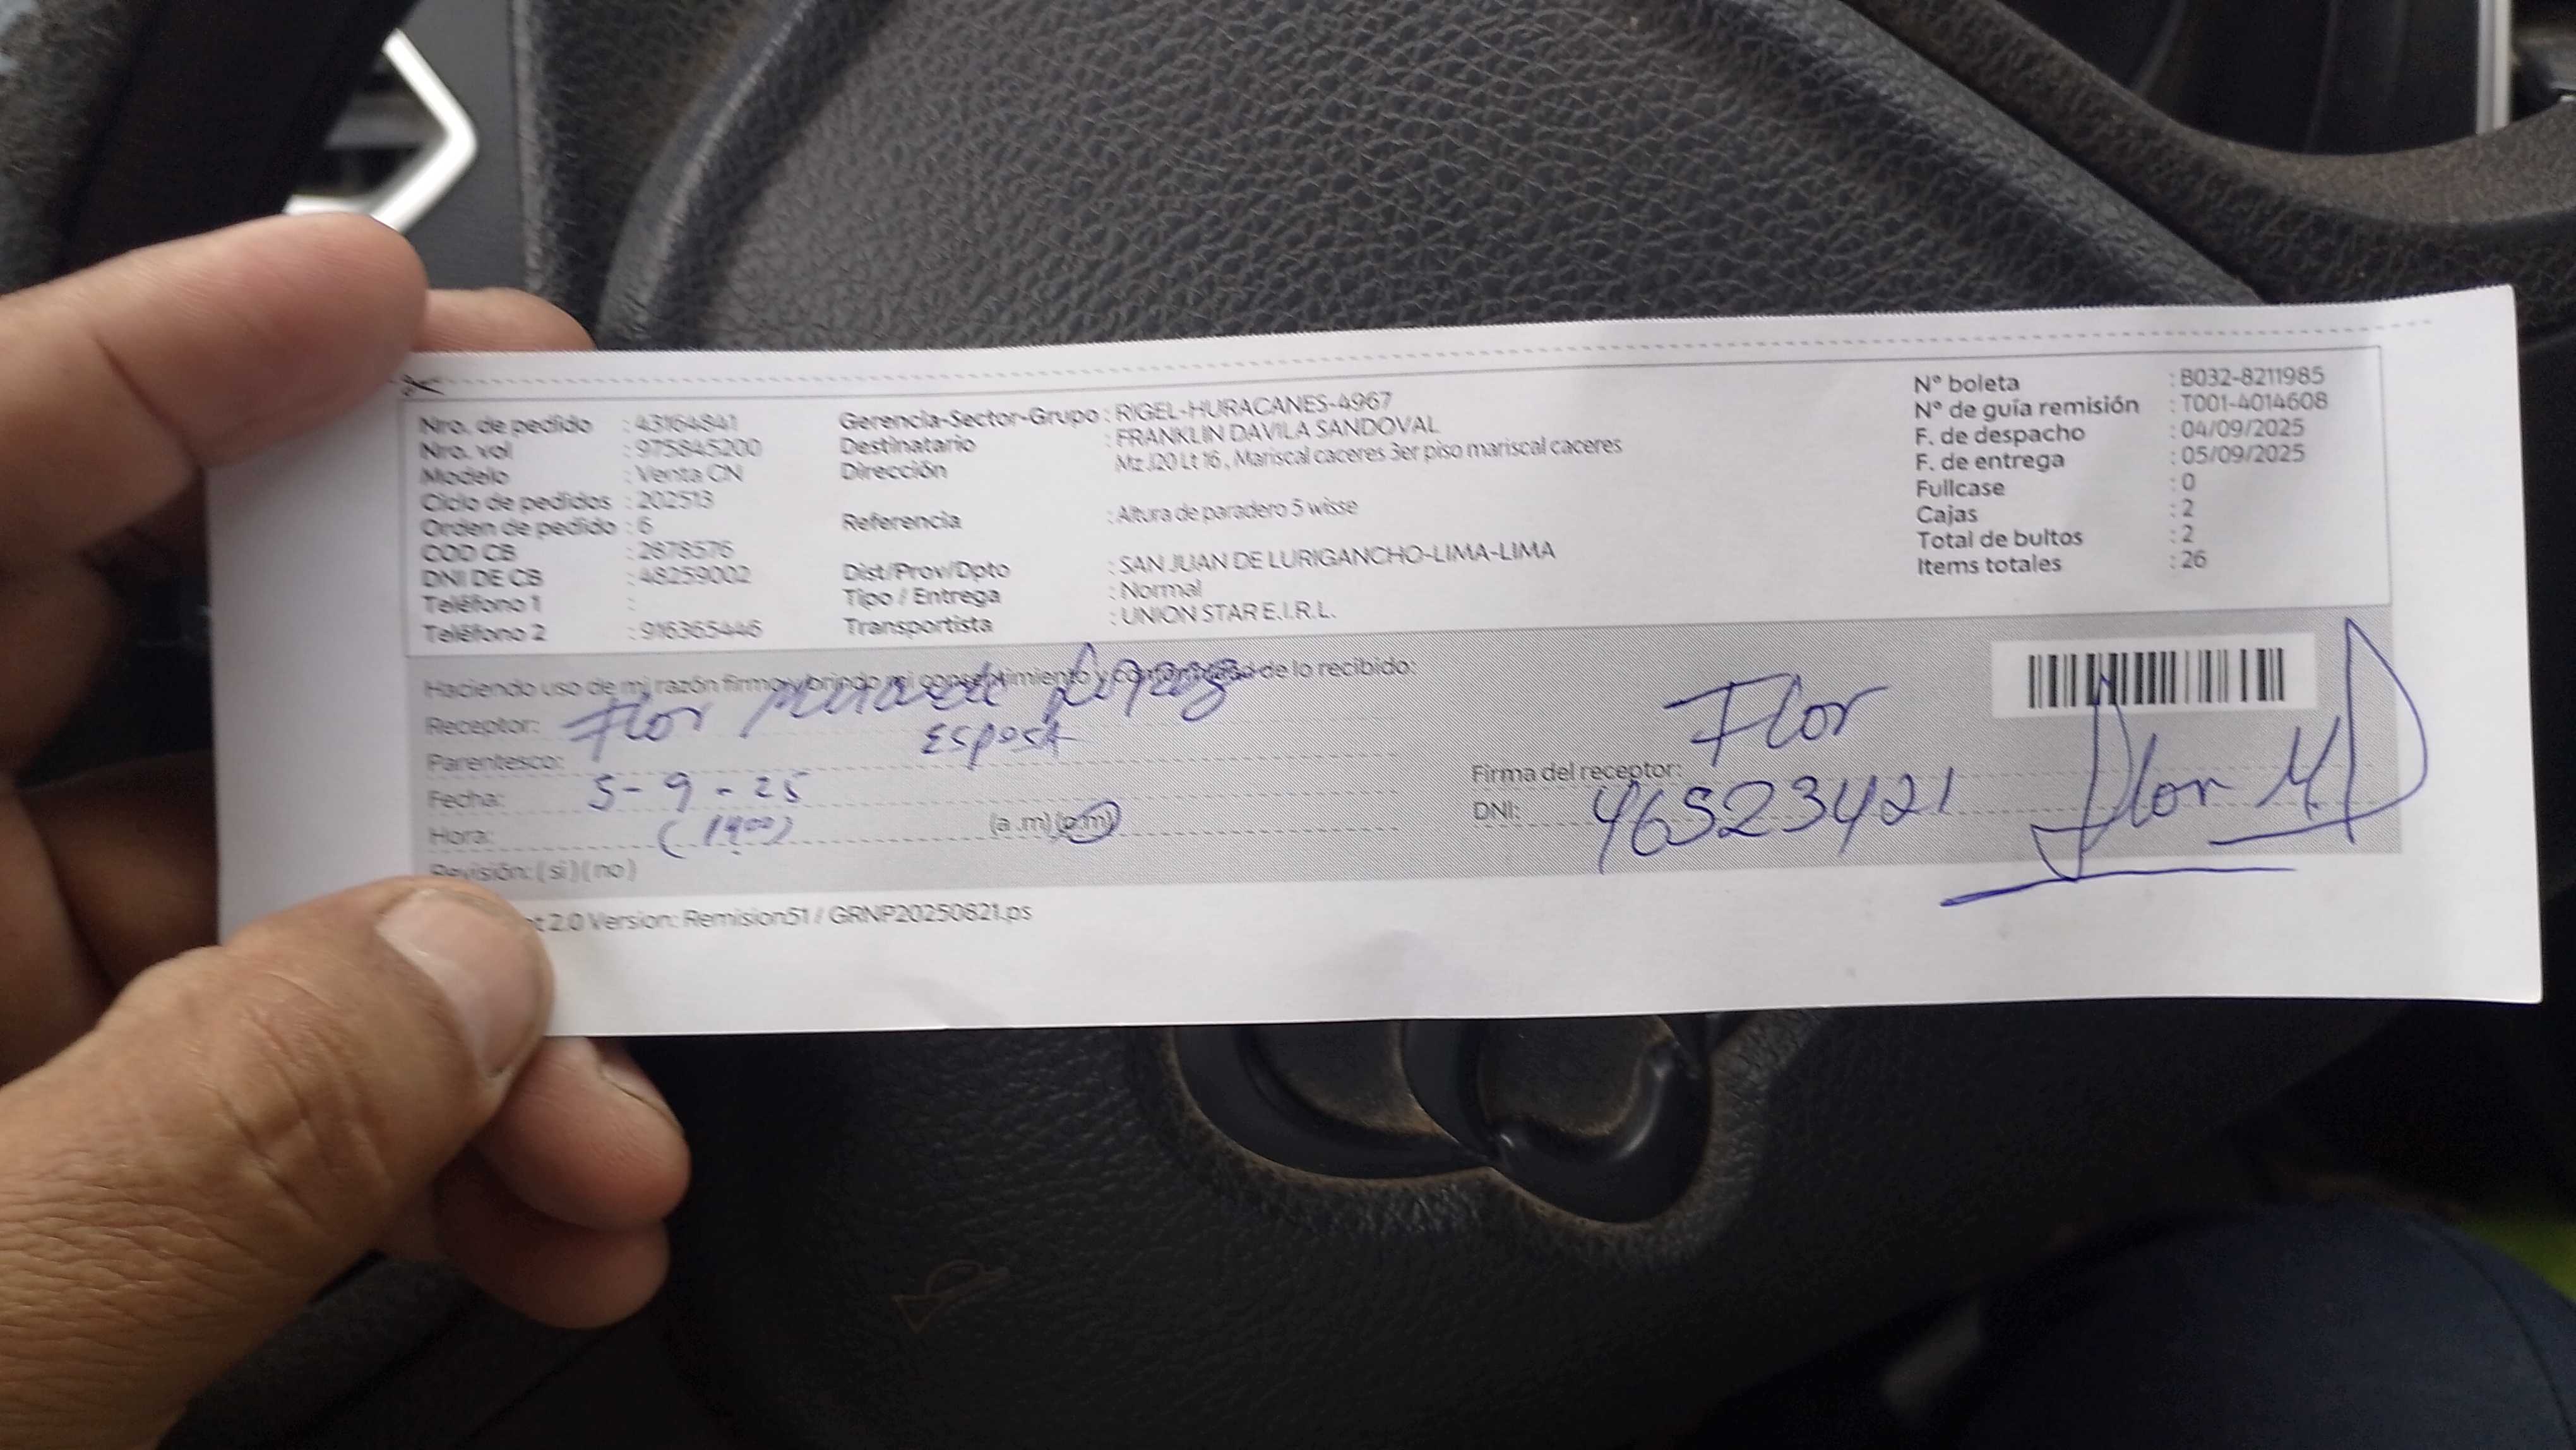 Nro. de pedido : 43164841
Nro. vol : 975845200
Modelo : Venta CN
Ciclo de pedidos : 202513
Orden de pedido : 6
COD CB : 2878576
DNI DE CB : 48259002
Teléfono 1 :
Teléfono 2 : 916365446
Gerencia-Sector-Grupo : RIGEL-HURACANES-4967
Destinatario : FRANKLIN DAVILA SANDOVAL
Dirección Mz J20 Lt 16 , Mariscal caceres 3er piso mariscal caceres
Referencia : Altura de paradero 5 wisse
Dist/Prov/Dpto : SAN JUAN DE LURIGANCHO-LIMA-LIMA
Tipo / Entrega : Normal
Transportista : UNION STAR E.I.R.L.
N° boleta : B032-8211985
N° de guía remisión : T001-4014608
F. de despacho : 04/09/2025
F. de entrega : 05/09/2025
Fullcase : 0
Cajas : 2
Total de bultos : 2
Items totales : 26
Haciendo uso de mi razón firmo y brindo mi consentimiento y conformidad de lo recibido:
Receptor: Flor
Parentesco: Esposa
Fecha: 5-9-25
Hora: (a .m) (p.m)
Revisión: ( si ) ( no )
Flor
Firma del receptor:
DNI: 46523421
Flor
2.0 Version: Remision51 / GRNP20250821.ps